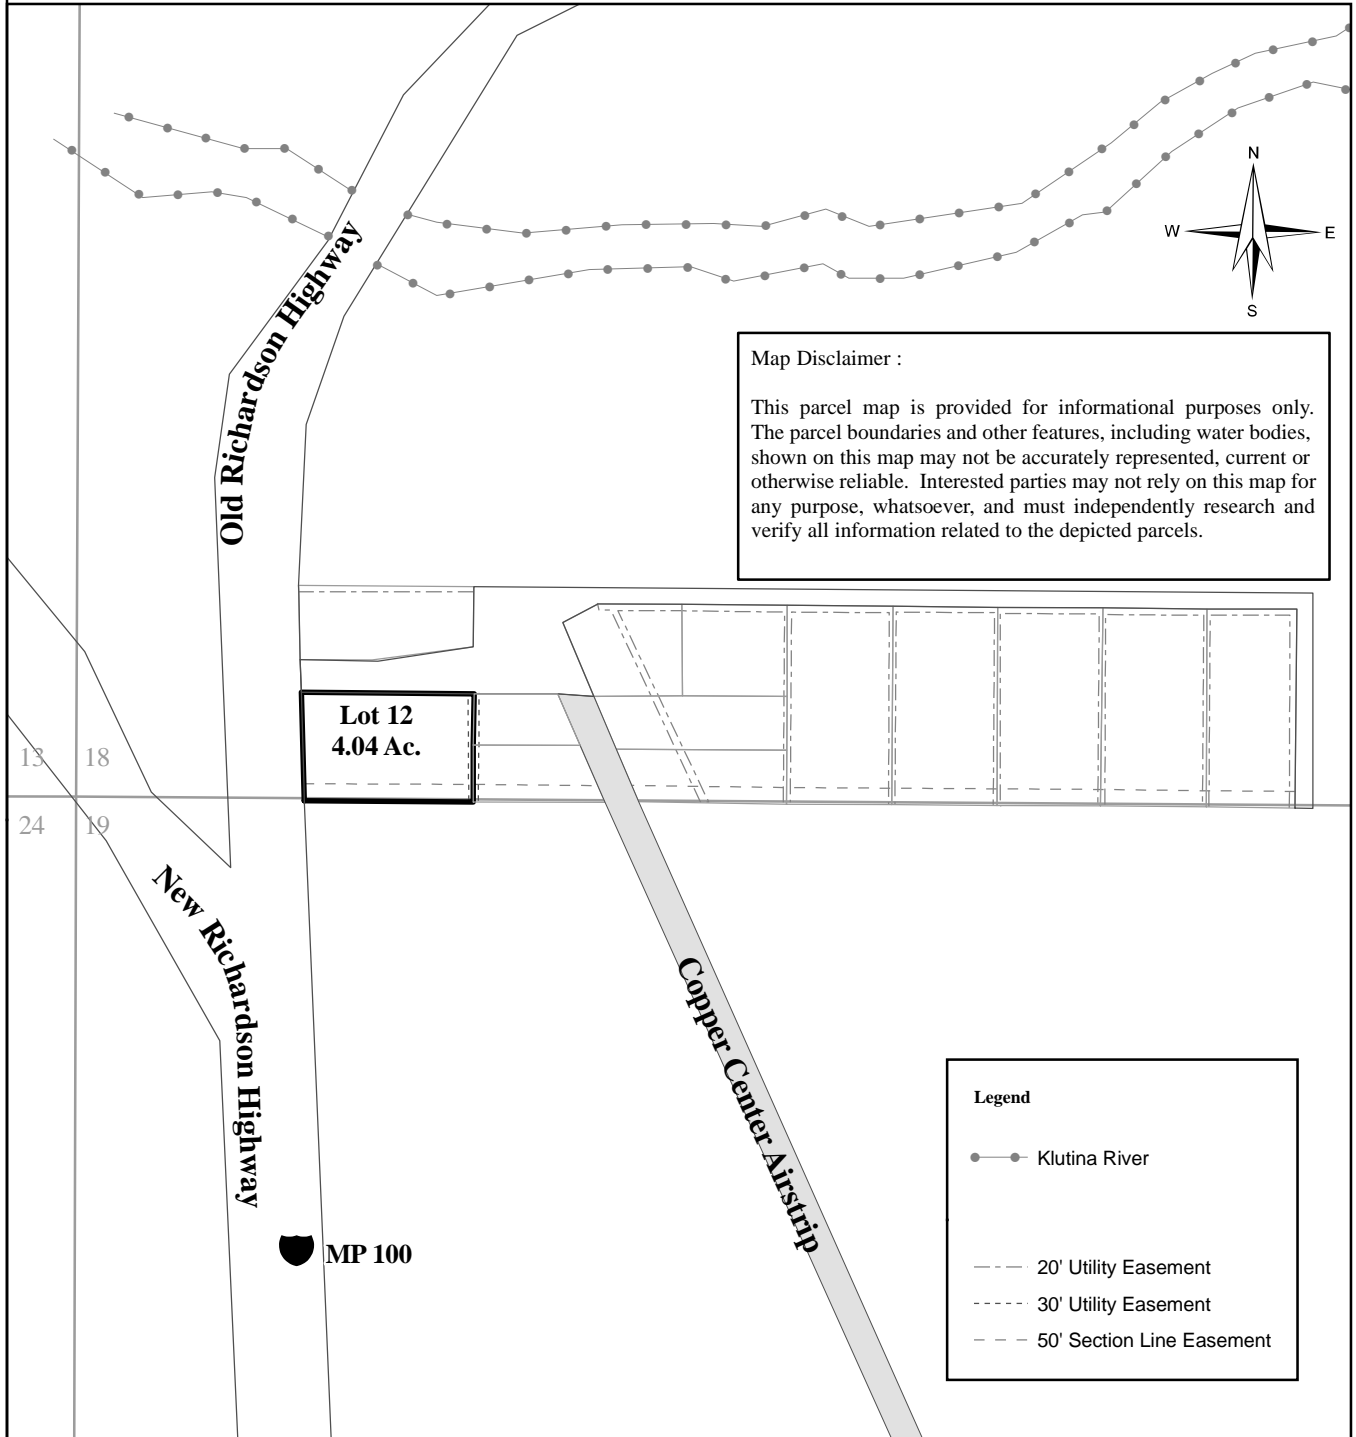 N
W
E
S
Old Richardson Highway
Map Disclaimer :
This parcel map is provided for informational purposes only.
The parcel boundaries and other features, including water bodies,
shown on this map may not be accurately represented, current or
otherwise reliable. Interested parties may not rely on this map for
any purpose, whatsoever, and must independently research and
verify all information related to the depicted parcels.
Lot 12
4.04 Ac.
13
18
24
19
New Richardson Highway
Copper Center Airstrip
MP 100
Legend
Klutina River
20' Utility Easement
30' Utility Easement
50' Section Line Easement